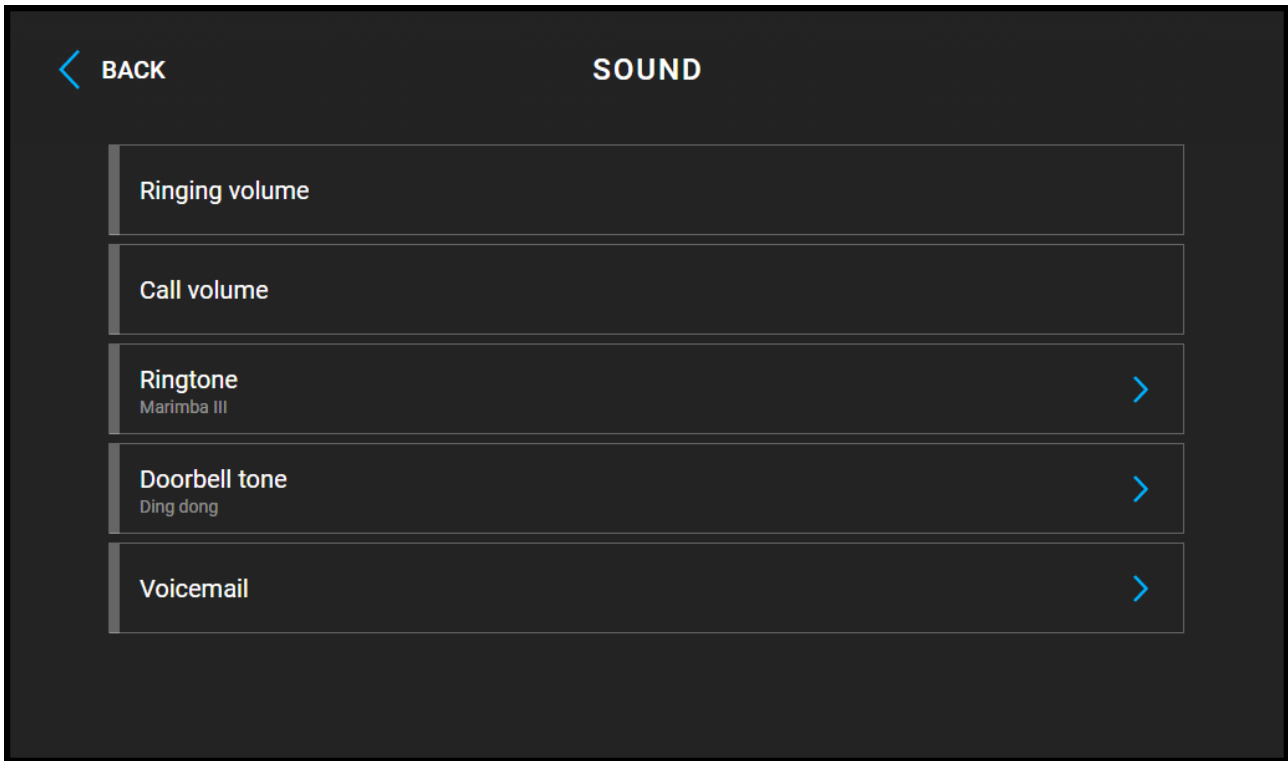 BACK
SOUND
Ringing volume
Call volume
Ringtone
Marimba III
Doorbell tone
Ding dong
Voicemail